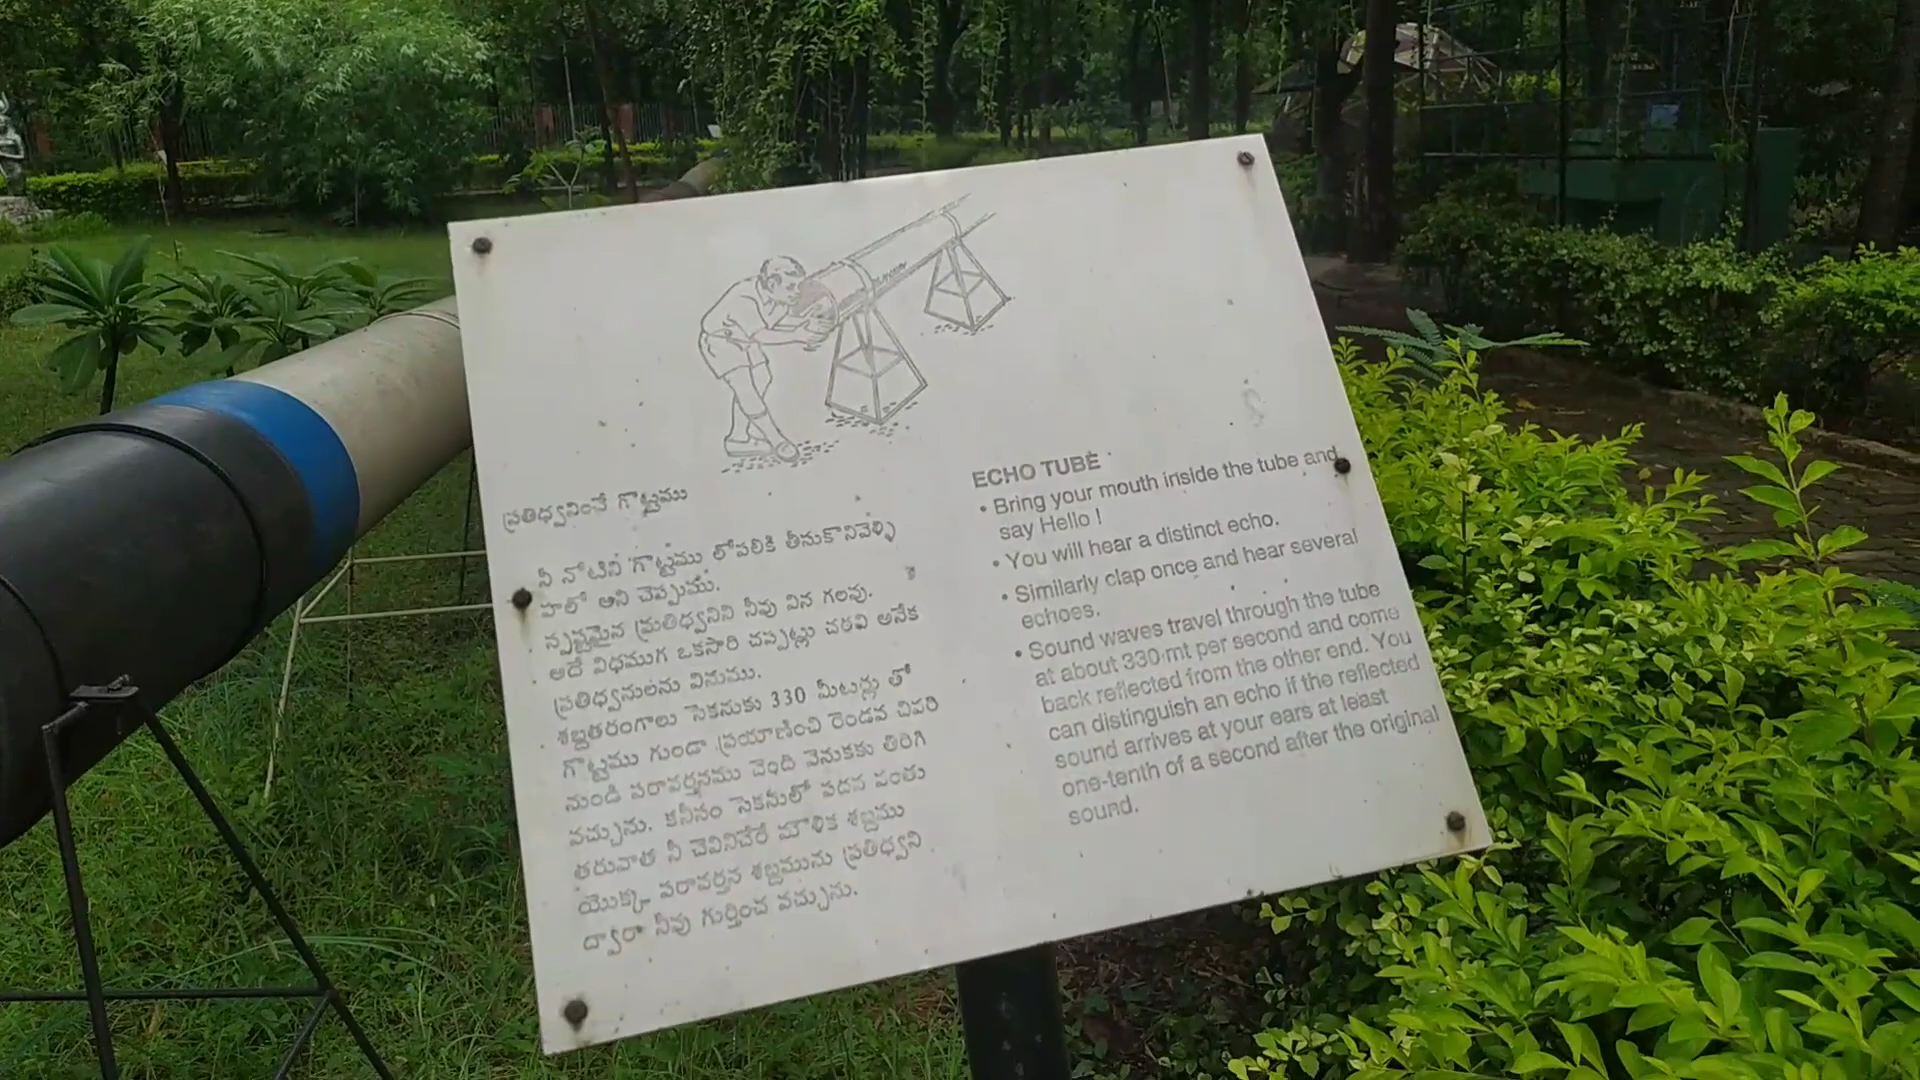 ప్రతిధ్వనించే గొట్టము
నీ నోటిని గొట్టము లోపలికి తీసుకొనివెళ్ళి
హలో అని చెప్పుము.
స్పష్టమైన ప్రతిధ్వనిని నీవు విన గలవు.
అదే విధముగ ఒకసారి చప్పట్లు చరచి అనేక
ప్రతిధ్వనులను వినుము.
శబ్దతరంగాలు సెకనుకు 330 మీటర్లు తో
గొట్టము గుండా ప్రయాణించి రెండవ చివరి
నుండి పరావర్తనము చెంది వెనుకకు తిరిగి
వచ్చును. కనీసం సెకనులో పదవ వంతు
తరువాత నీ చెవినిచేరే మౌళిక శబ్దము
యొక్క పరావర్తన శబ్దమును ప్రతిధ్వని
ద్వారా నీవు గుర్తించ వచ్చును.
ECHO TUBE
• Bring your mouth inside the tube and
say Hello !
• You will hear a distinct echo.
• Similarly clap once and hear several
echoes.
• Sound waves travel through the tube
at about 330 mt per second and come
back reflected from the other end. You
can distinguish an echo if the reflected
sound arrives at your ears at least
one-tenth of a second after the original
sound.